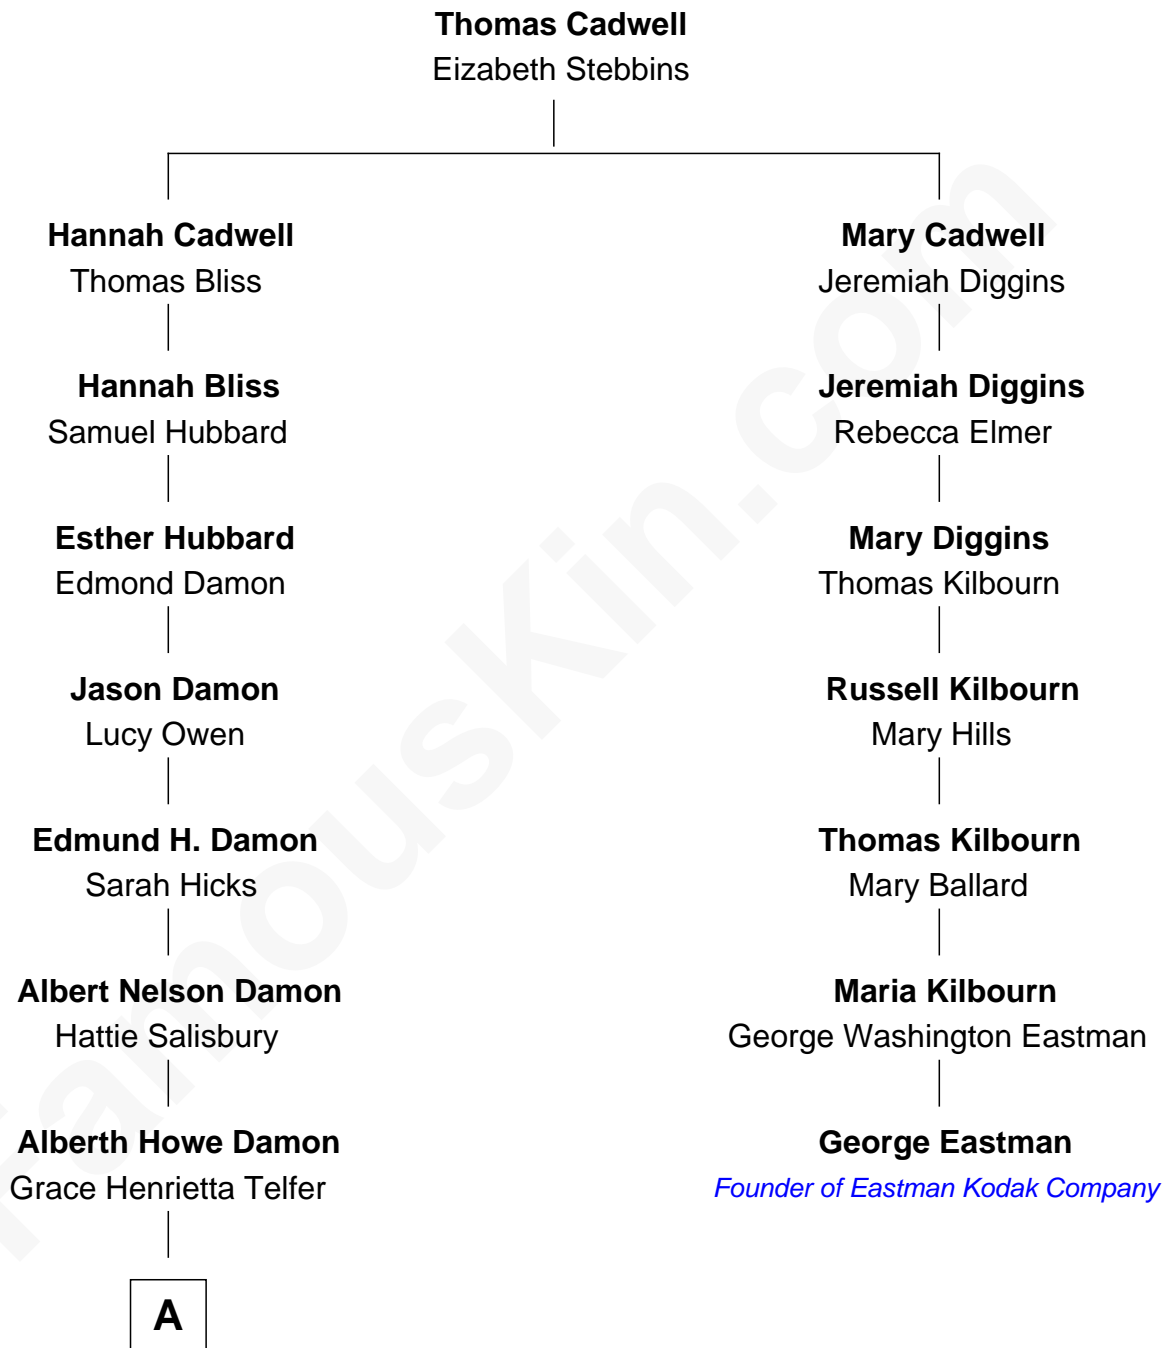 Thomas Cadwell
Eizabeth Stebbins
Hannah Cadwell
Thomas Bliss
Mary Cadwell
Jeremiah Diggins
Hannah Bliss
Samuel Hubbard
Jeremiah Diggins
Rebecca Elmer
Esther Hubbard
Edmond Damon
Mary Diggins
Thomas Kilbourn
Jason Damon
Lucy Owen
Russell Kilbourn
Mary Hills
Edmund H. Damon
Sarah Hicks
Thomas Kilbourn
Mary Ballard
Albert Nelson Damon
Hattie Salisbury
Maria Kilbourn
George Washington Eastman
Alberth Howe Damon
Grace Henrietta Telfer
George Eastman
Founder of Eastman Kodak Company
A
FamousKin.com